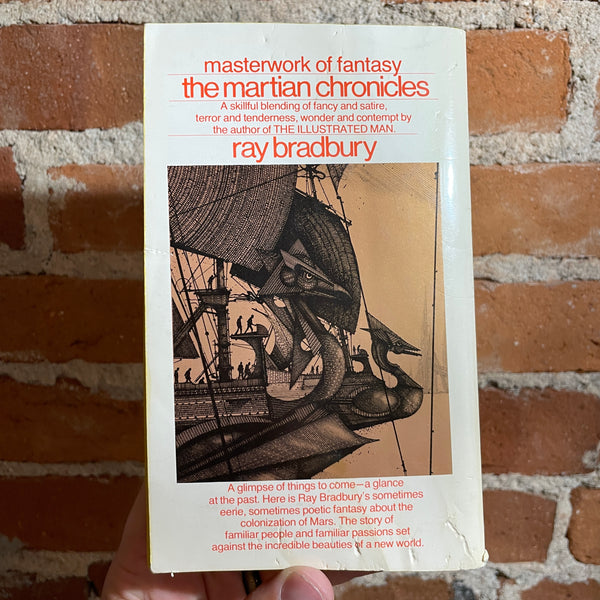 masterwork of fantasy
the martian chronicles
A skillful blending of fancy and satire,
terror and tenderness, wonder and contempt by
the author of THE ILLUSTRATED MAN.
ray bradbury
A glimpse of things to come—a glance
at the past. Here is Ray Bradbury's sometimes
eerie, sometimes poetic fantasy about the
colonization of Mars. The story of
familiar people and familiar passions set
against the incredible beauties of a new world.